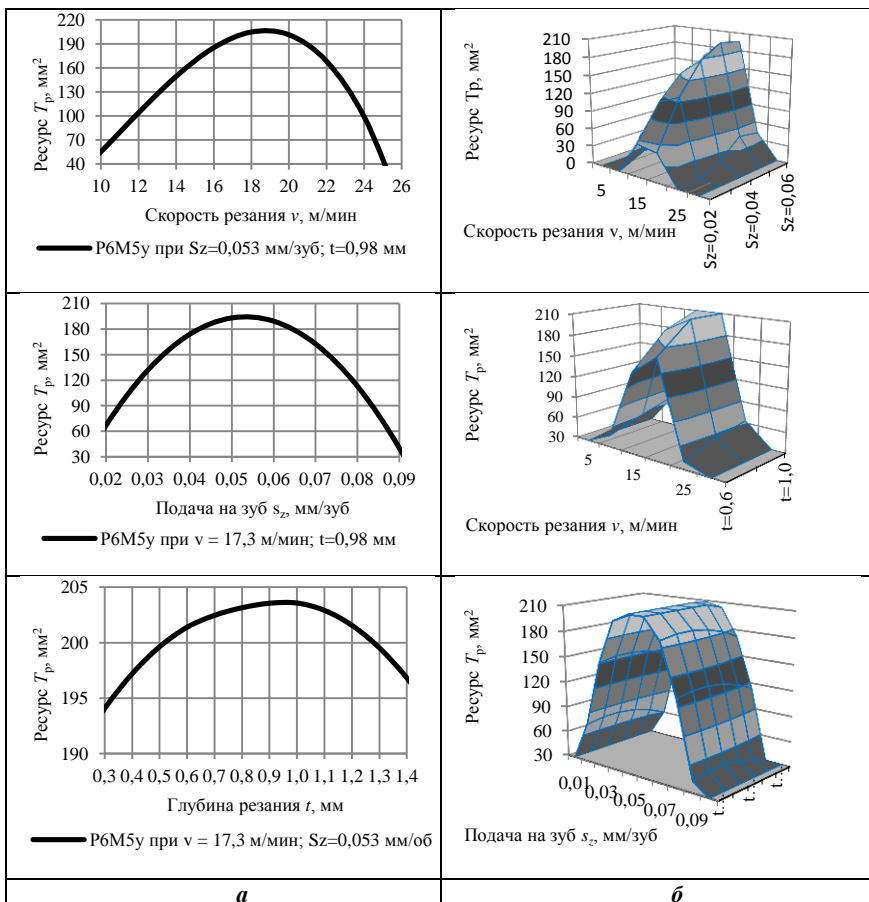 220
190
160
130
100
70
40
Ресурс Tр, мм²
10 12 14 16 18 20 22 24 26
Скорость резания v, м/мин
Р6М5у при Sz=0,053 мм/зуб; t=0,98 мм
210
180
150
120
90
60
30
0
Ресурс Тр, мм²
5 15 25
Sz=0,02
Sz=0,04
Sz=0,06
Скорость резания v, м/мин
210
180
150
120
90
60
30
Ресурс Tр, мм²
0,02 0,03 0,04 0,05 0,06 0,07 0,08 0,09
Подача на зуб sz, мм/зуб
Р6М5у при v = 17,3 м/мин; t=0,98 мм
210
180
150
120
90
60
30
Ресурс Tр, мм²
5 15 25
t=0,6
t=1,0
Скорость резания v, м/мин
205
200
195
190
Ресурс Tр, мм²
0,3 0,4 0,5 0,6 0,7 0,8 0,9 1,0 1,1 1,2 1,3 1,4
Глубина резания t, мм
Р6М5у при v = 17,3 м/мин; Sz=0,053 мм/об
210
180
150
120
90
60
30
Ресурс Tр, мм²
0,01 0,03 0,05 0,07 0,09
t…
t…
t…
Подача на зуб sz, мм/зуб
а б